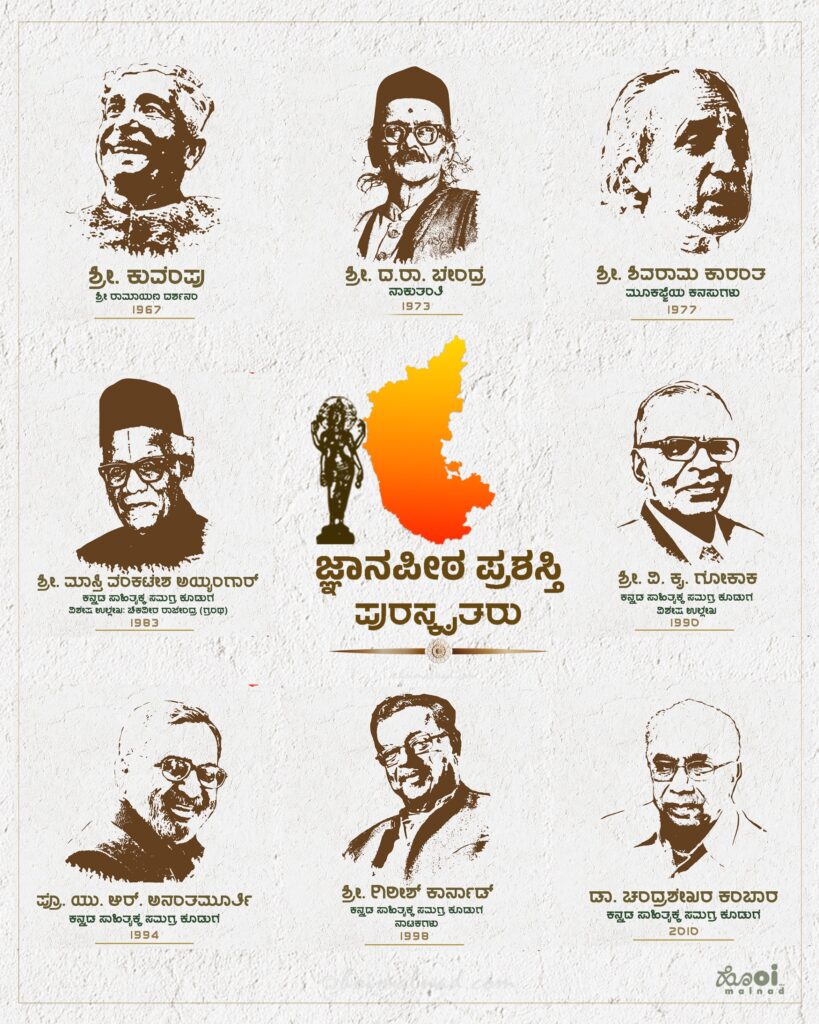 ಶ್ರೀ. ಕುವೆಂಪು
ಶ್ರೀ ರಾಮಾಯಣ ದರ್ಶನಂ
1967
ಶ್ರೀ. ದ.ರಾ. ಬೇಂದ್ರೆ
ನಾಕುತಂತಿ
1973
ಶ್ರೀ. ಶಿವರಾಮ ಕಾರಂತ
ಮೂಕಜ್ಜಿಯ ಕನಸುಗಳು
1977
ಶ್ರೀ. ಮಾಸ್ತಿ ವೆಂಕಟೇಶ ಅಯ್ಯಂಗಾರ್
ಕನ್ನಡ ಸಾಹಿತ್ಯಕ್ಕೆ ಸಮಗ್ರ ಕೊಡುಗೆ
ವಿಶೇಷ ಉಲ್ಲೇಖ: ಚಿಕವೀರ ರಾಜೇಂದ್ರ (ಗ್ರಂಥ)
1983
ಜ್ಞಾನಪೀಠ ಪ್ರಶಸ್ತಿ
ಪುರಸ್ಕೃತರು
ಶ್ರೀ. ವಿ. ಕೃ. ಗೋಕಾಕ
ಕನ್ನಡ ಸಾಹಿತ್ಯಕ್ಕೆ ಸಮಗ್ರ ಕೊಡುಗೆ
ವಿಶೇಷ ಉಲ್ಲೇಖ
1990
ಪ್ರೊ. ಯು. ಆರ್. ಅನಂತಮೂರ್ತಿ
ಕನ್ನಡ ಸಾಹಿತ್ಯಕ್ಕೆ ಸಮಗ್ರ ಕೊಡುಗೆ
1994
ಶ್ರೀ. ಗಿರೀಶ್ ಕಾರ್ನಾಡ್
ಕನ್ನಡ ಸಾಹಿತ್ಯಕ್ಕೆ ಸಮಗ್ರ ಕೊಡುಗೆ
ನಾಟಕಗಳು
1998
ಡಾ. ಚಂದ್ರಶೇಖರ ಕಂಬಾರ
ಕನ್ನಡ ಸಾಹಿತ್ಯಕ್ಕೆ ಸಮಗ್ರ ಕೊಡುಗೆ
2010
ಹೊoi
malnad